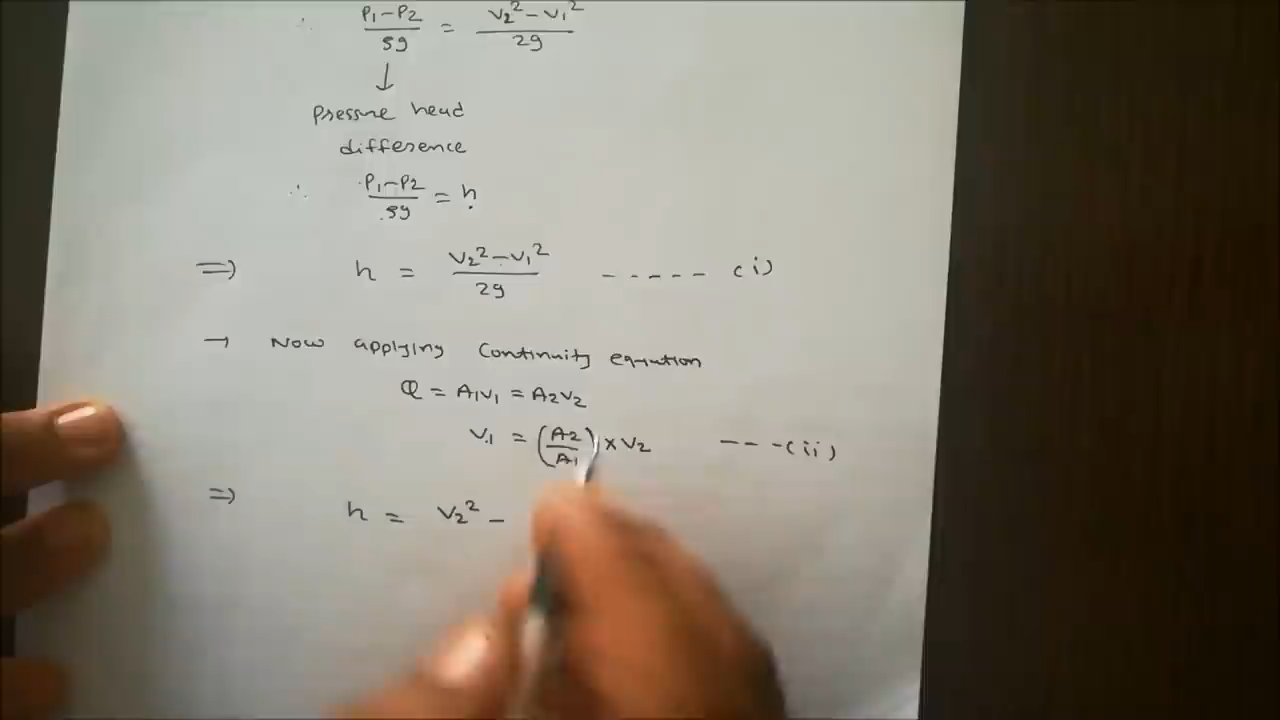 ∴ P₁-P₂/ρg = V₂²-V₁²/2g
↓
Pressure head
difference
∴ P₁-P₂/ρg = h
⇒ h = V₂²-V₁²/2g ----- (i)
→ Now applying Continuity equation
Q = A₁V₁ = A₂V₂
V₁ = (A₂/A₁) × V₂ ---(ii)
⇒ h = V₂² -